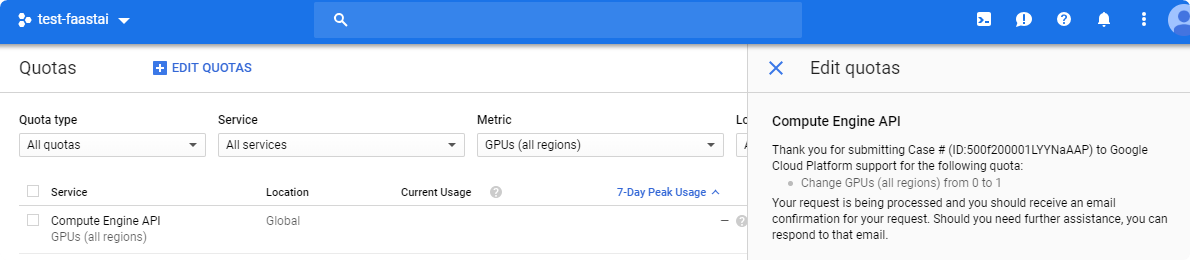 test-faastai
Quotas
EDIT QUOTAS
Edit quotas
Quota type
Service
Metric
Lo
All quotas
All services
GPUs (all regions)
A
Service
Location
Current Usage
7-Day Peak Usage
Compute Engine API
Global
–
GPUs (all regions)
Compute Engine API
Thank you for submitting Case # (ID:500f200001LYYNaAAP) to Google
Cloud Platform support for the following quota:
Change GPUs (all regions) from 0 to 1
Your request is being processed and you should receive an email
confirmation for your request. Should you need further assistance, you can
respond to that email.